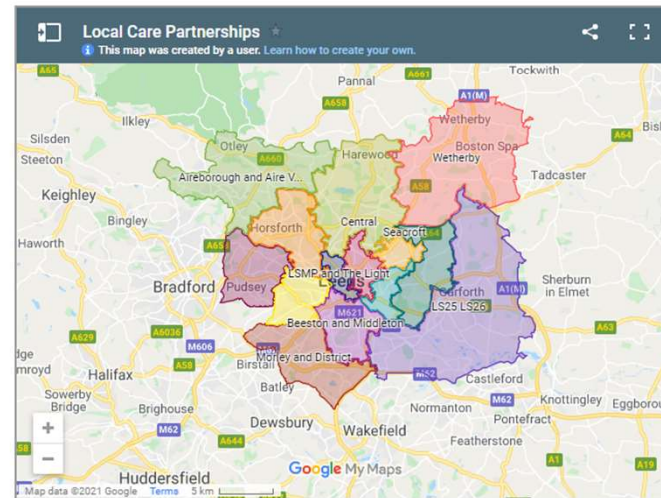 Local Care Partnerships
This map was created by a user. Learn how to create your own.
A65
Pannal
A661
Tockwith
A658
A1(M)
Ilkley
Otley
Wetherby
Silsden
A660
Harewood
Boston Spa
A64
Steeton
Wetherby
Tadcaster
Aireborough and Aire V...
A58
Keighley
Central
Bingley
Horsforth
Seacroft
A64
Haworth
A65
LSMP and The Light
Pudsey
Leeds
A1(M)
Sherburn
in Elmet
Bradford
Garforth
M621
LS25 LS26
Beeston and Middleton
A63
A629
A6036
M606
Morley and District
A58
Birstall
M62
Halifax
Batley
Castleford
Knottingley
Eggboro
Sowerby
Bridge
Brighouse
Normanton
Pontefract
M62
Dewsbury
Wakefield
A644
Featherstone
A1
A19
Google My Maps
Huddersfield
Map data ©2021 Google
Terms
5 km